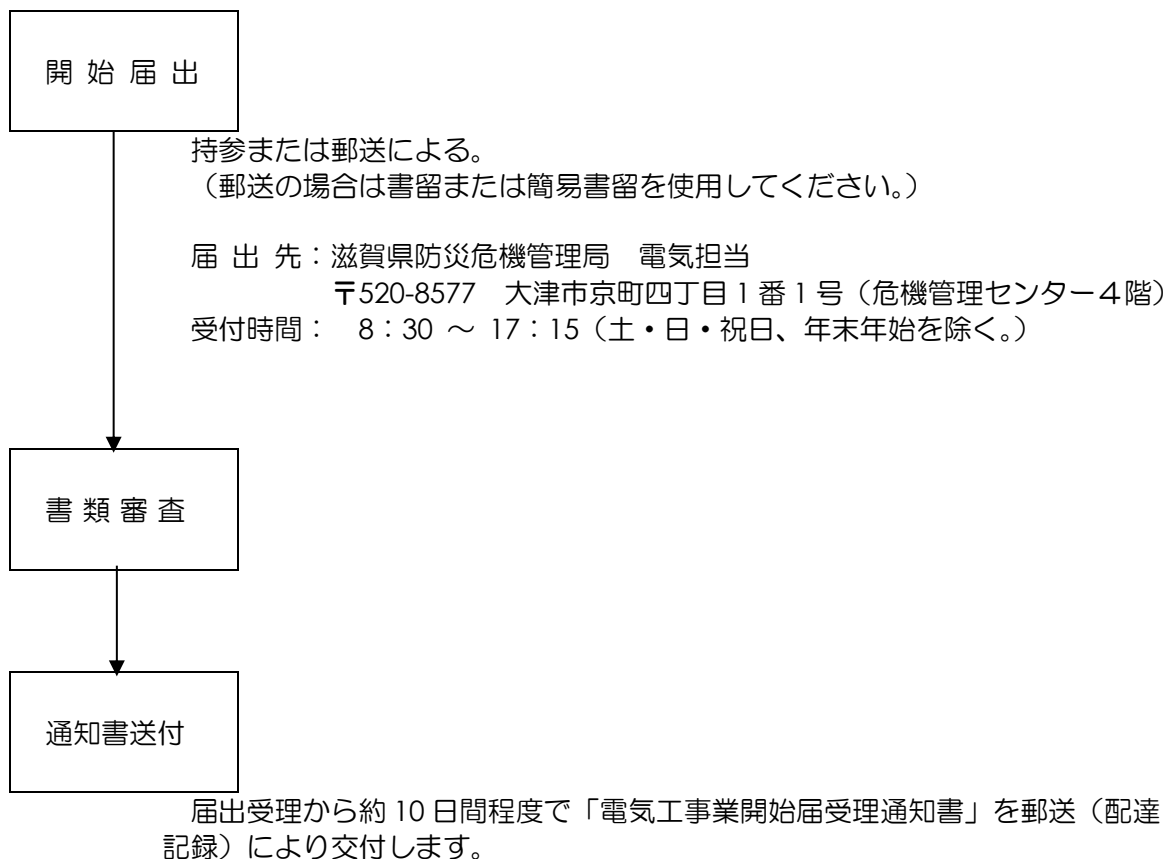 開 始 届 出
持参または郵送による。
（郵送の場合は書留または簡易書留を使用してください。）
届 出 先：滋賀県防災危機管理局　電気担当
〒520-8577　大津市京町四丁目１番１号（危機管理センター４階）
受付時間：　8：30 ～ 17：15（土・日・祝日、年末年始を除く。）
書 類 審 査
通知書送付
届出受理から約 10 日間程度で「電気工事業開始届受理通知書」を郵送（配達
記録）により交付します。